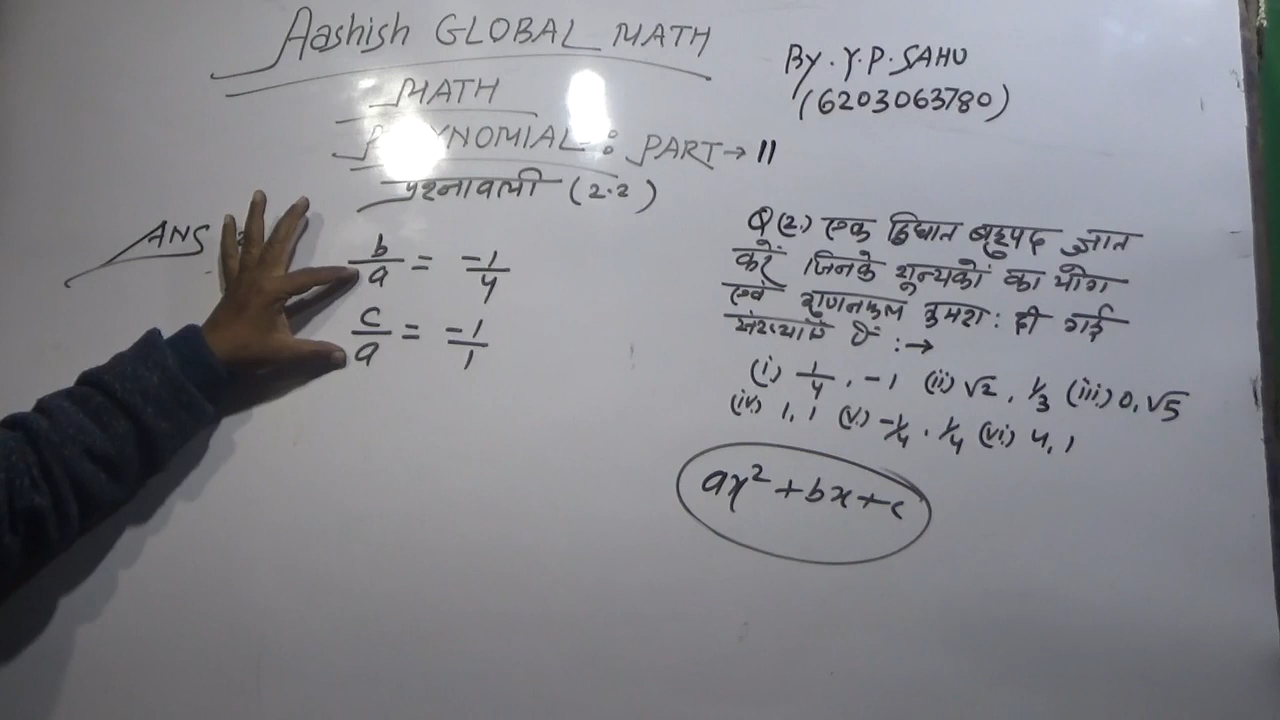 Aashish GLOBAL MATH
MATH
POLYNOMIAL : PART → 11
प्रश्नावली (2.2)
BY. Y.P. SAHU
(6203063780)
ANS
b/a = -1/4
c/a = -1/1
Q(2.) एक द्विघात बहुपद ज्ञात
करें जिनके शून्यकों का योग
एवं गुणनफल क्रमश: दी गई
संख्याएँ हैं :→
(i) 1/4, -1 (ii) √2, 1/3 (iii) 0, √5
(iv) 1, 1 (v) -1/4, 1/4 (vi) 4, 1
ax² + bx + c